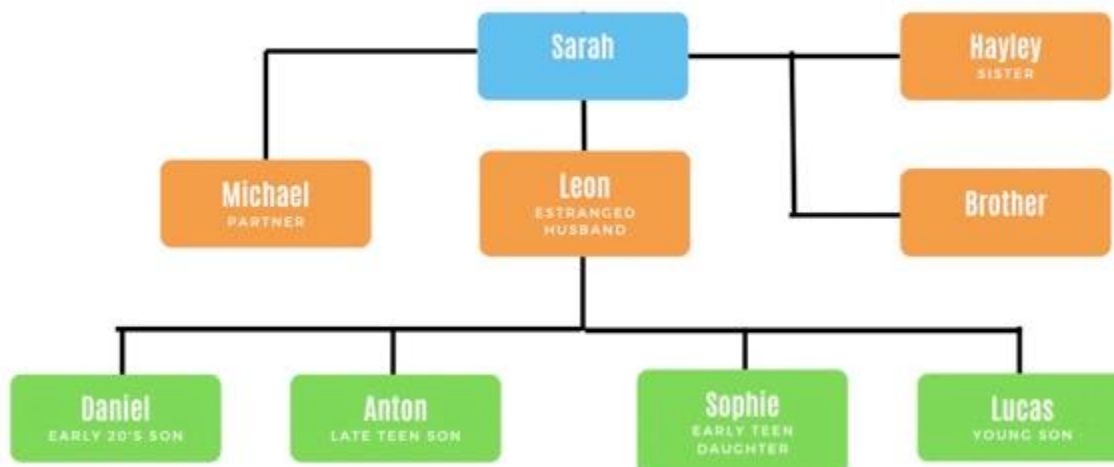 Sarah
Hayley
SISTER
Michael
PARTNER
Leon
ESTRANGED
HUSBAND
Brother
Daniel
EARLY 20'S SON
Anton
LATE TEEN SON
Sophie
EARLY TEEN
DAUGHTER
Lucas
YOUNG SON